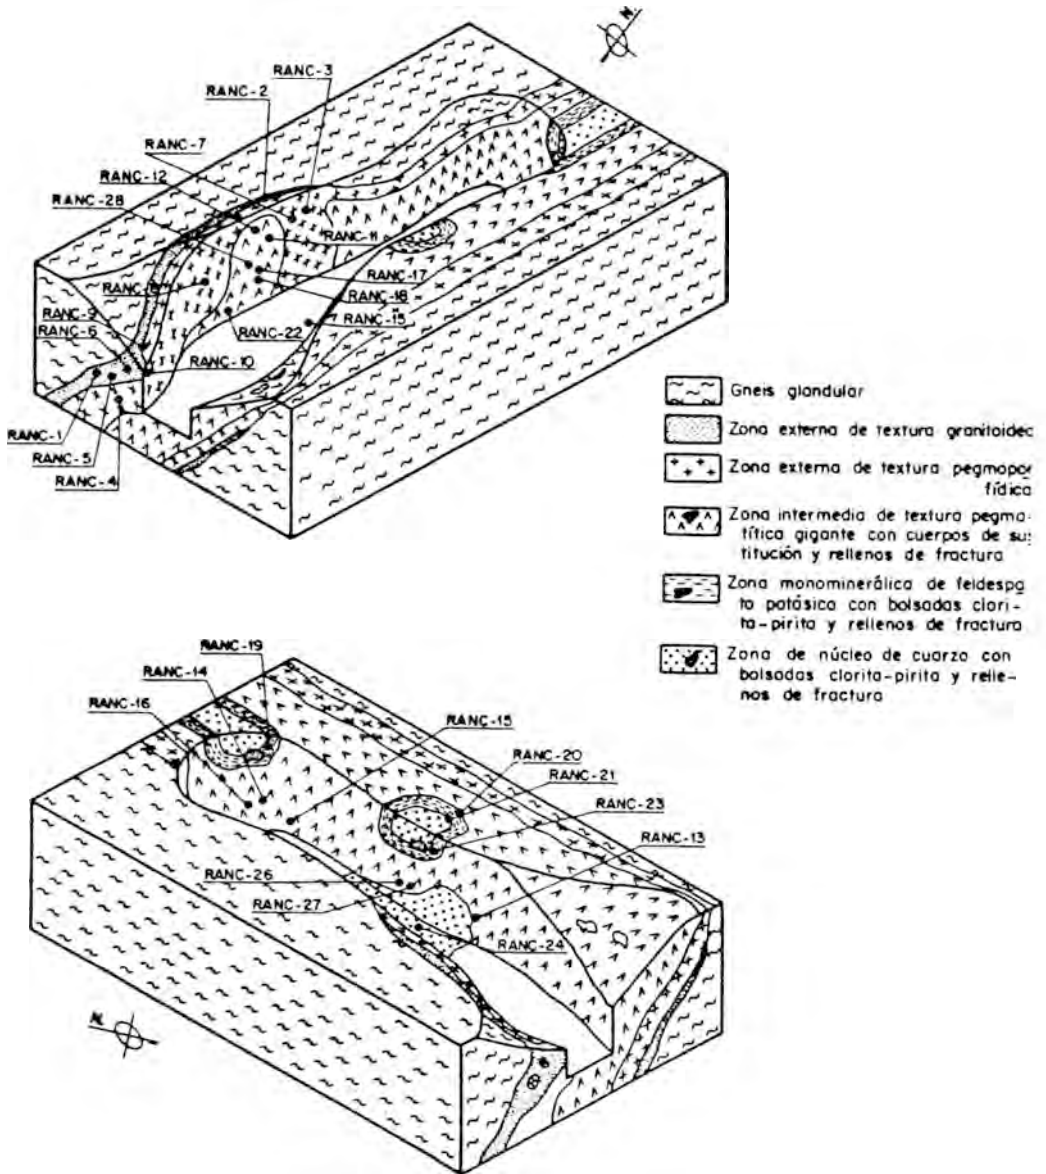 N.
RANC-3
RANC-2
RANC-7
RANC-12
RANC-28
RANC-11
RANC-17
RANC-18
RANC-9
RANC-15
RANC-6
RANC-22
RANC-10
RANC-1
RANC-5
RANC-4
Gneis glandular
Zona externa de textura granitoidec
Zona externa de textura pegmopor
fídica
Zona intermedia de textura pegma-
títica gigante con cuerpos de sus
titución y rellenos de fractura
Zona monominerálica de feldespa
to potásica con bolsadas clori-
ta-pirita y rellenos de fractura
Zona de núcleo de cuarzo con
bolsadas clorita-pirita y relle-
nos de fractura
RANC-19
RANC-14
RANC-16
RANC-15
RANC-20
RANC-21
RANC-23
RANC-13
RANC-26
RANC-27
RANC-24
N.